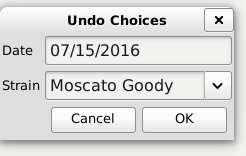 Undo Choices
Date 07/15/2016
Strain Moscato Goody
Cancel OK